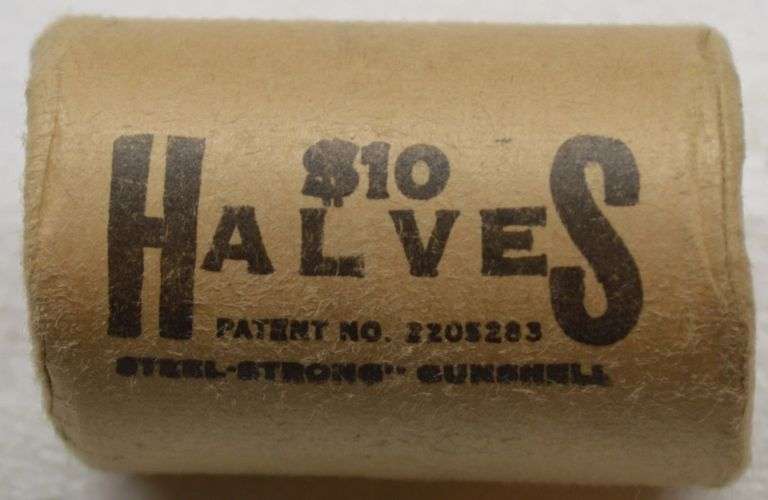 $10
HALVES
PATENT NO. 2205283
STEEL-STRONG" GUNSHELL